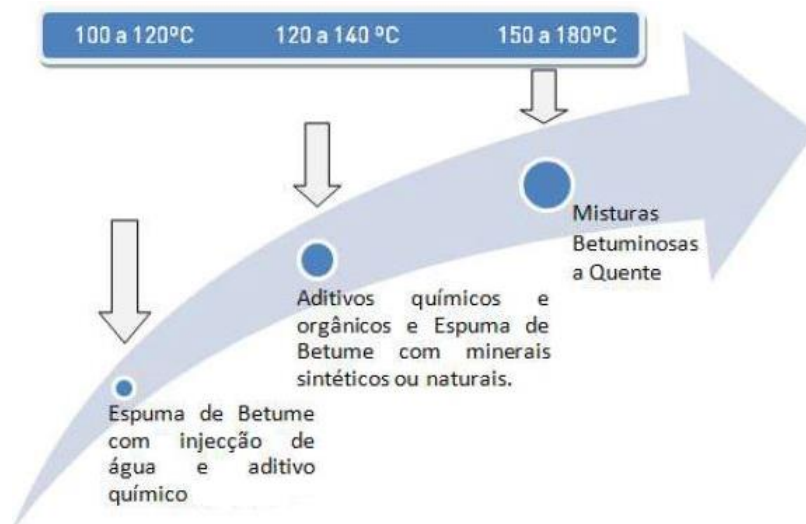 100 a 120ºC
120 a 140 ºC
150 a 180ºC
Misturas
Betuminosas
a Quente
Aditivos químicos e
orgânicos e Espuma de
Betume com minerais
sintéticos ou naturais.
Espuma de Betume
com injecção de
água e aditivo
químico